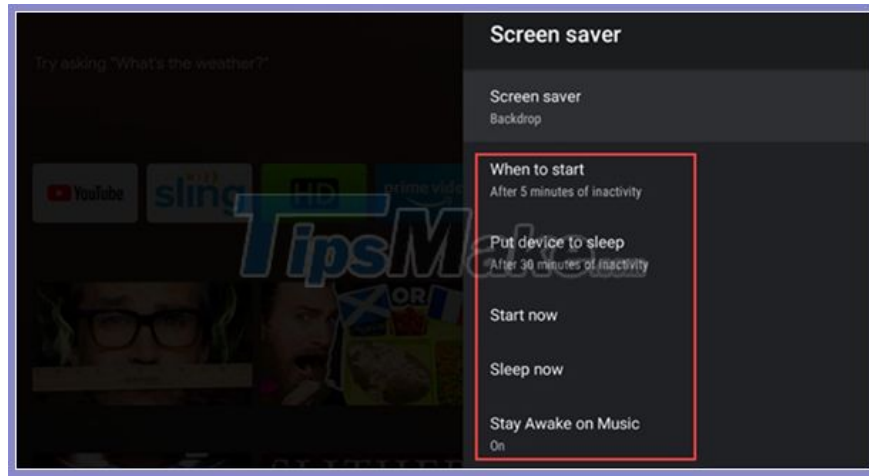 Screen saver
Try asking "What's the weather?"
Screen saver
Backdrop
When to start
After 5 minutes of inactivity
YouTube
sling
HD
prime video
Put device to sleep
After 30 minutes of inactivity
TipsMake.com
OR
Start now
Sleep now
Stay Awake on Music
On